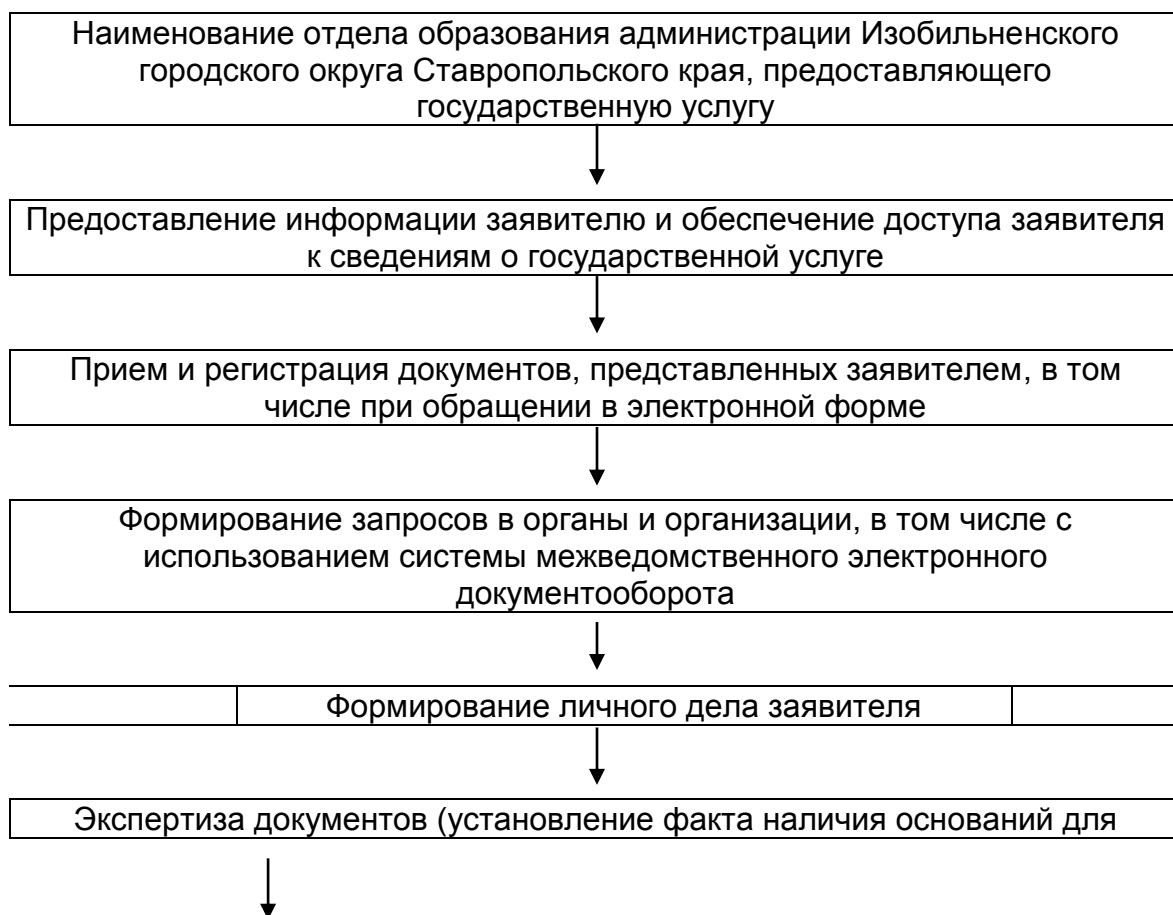 Наименование отдела образования администрации Изобильненского
городского округа Ставропольского края, предоставляющего
государственную услугу
Предоставление информации заявителю и обеспечение доступа заявителя
к сведениям о государственной услуге
Прием и регистрация документов, представленных заявителем, в том
числе при обращении в электронной форме
Формирование запросов в органы и организации, в том числе с
использованием системы межведомственного электронного
документооборота
Формирование личного дела заявителя
Экспертиза документов (установление факта наличия оснований для